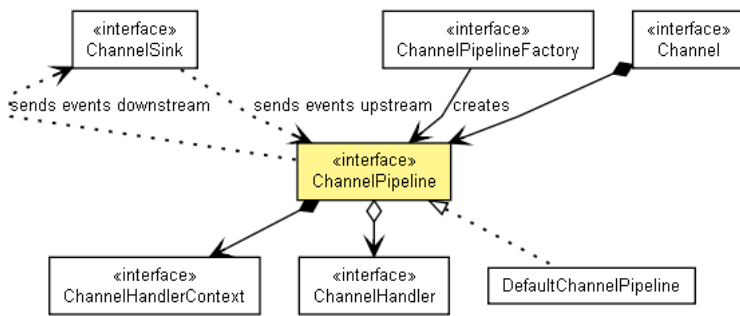 «interface»
ChannelSink
«interface»
ChannelPipelineFactory
«interface»
Channel
sends events downstream
sends events upstream
creates
«interface»
ChannelPipeline
«interface»
ChannelHandlerContext
«interface»
ChannelHandler
DefaultChannelPipeline